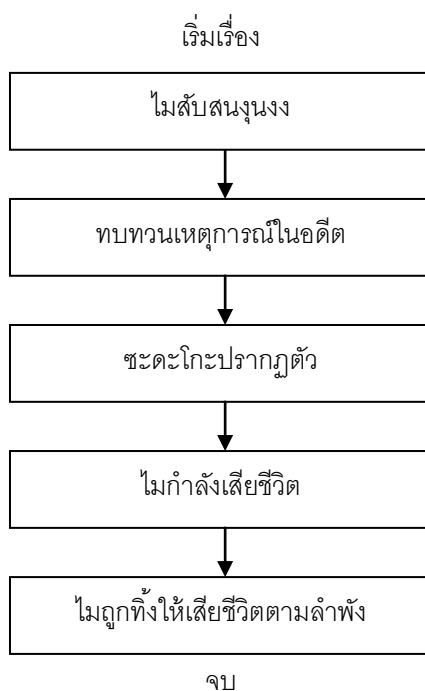 เริ่มเรื่อง
ไมสับสนงุนงง
ทบทวนเหตุการณ์ในอดีต
ซะดะโกะปรากฏตัว
ไมกำลังเสียชีวิต
ไมถูกทิ้งให้เสียชีวิตตามลำพัง
จบ